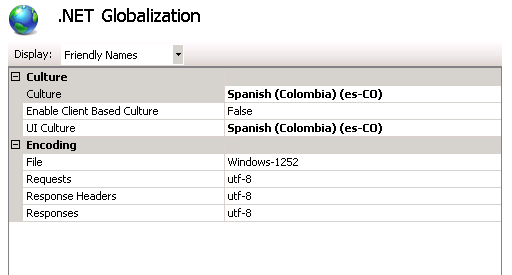 .NET Globalization
Display: Friendly Names
Culture
Culture Spanish (Colombia) (es-CO)
Enable Client Based Culture False
UI Culture Spanish (Colombia) (es-CO)
Encoding
File Windows-1252
Requests utf-8
Response Headers utf-8
Responses utf-8